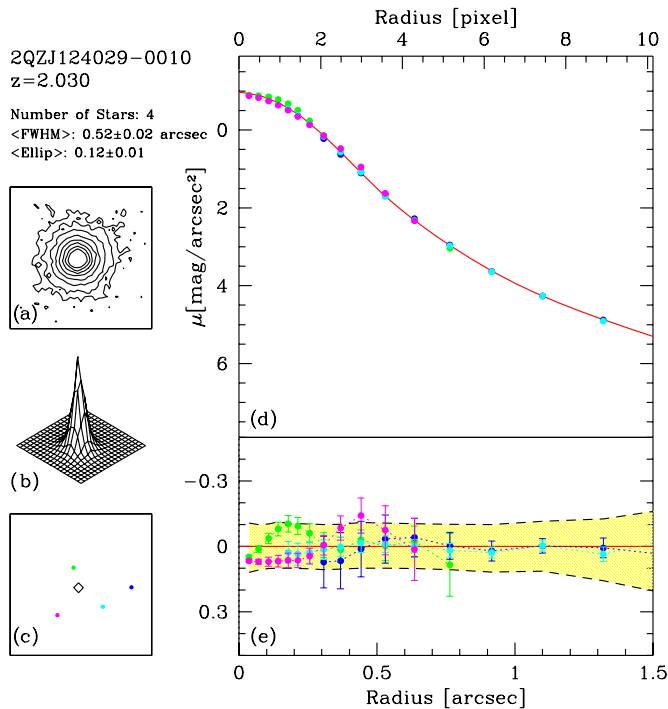 2QZJ124029-0010
z=2.030
Number of Stars: 4
<FWHM>: 0.52±0.02 arcsec
<Ellip>: 0.12±0.01
(a)
(b)
(c)
Radius [pixel]
0 2 4 6 8 10
μ[mag/arcsec²]
0
2
4
6
(d)
-0.3
0
0.3
(e)
0 0.5 1 1.5
Radius [arcsec]